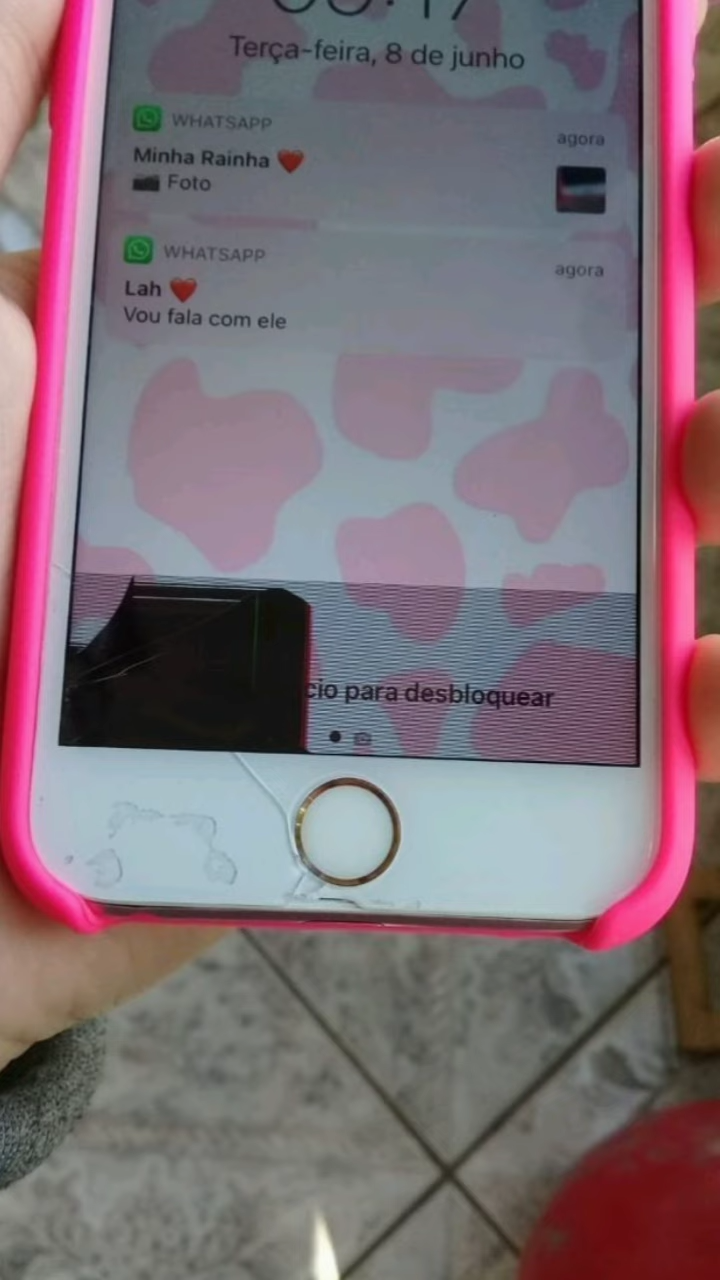 Terça-feira, 8 de junho
WHATSAPP
agora
Minha Rainha ❤️
📷 Foto
WHATSAPP
agora
Lah ❤️
Vou fala com ele
cio para desbloquear